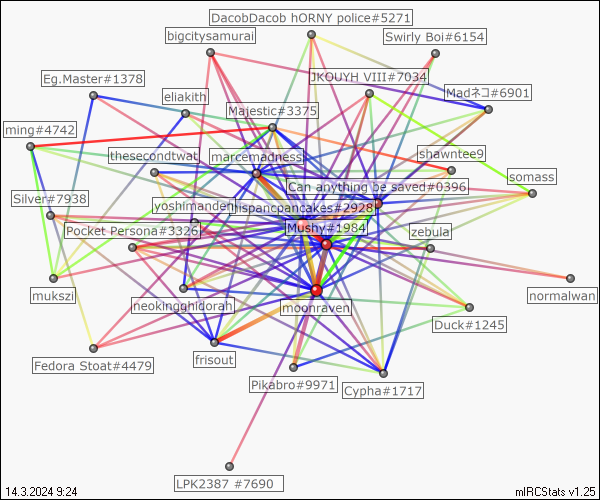 DacobDacob hORNY police#5271
bigcitysamurai
Swirly Boi#6154
Eg.Master#1378
JKOUYH VIII#7034
eliakith
Madネコ#6901
Majestic#3375
ming#4742
thesecondtwat
marcemadness
shawntee9
Can anything be saved#0396
somass
Silver#7938
yoshimanden
hispancpancakes#2928
Pocket Persona#3326
Mushy#1984
zebula
mukszi
neokingghidorah
moonraven
normalwan
Duck#1245
frisout
Fedora Stoat#4479
Pikabro#9971
Cypha#1717
LPK2387 #7690
14.3.2024 9:24
mIRCStats v1.25